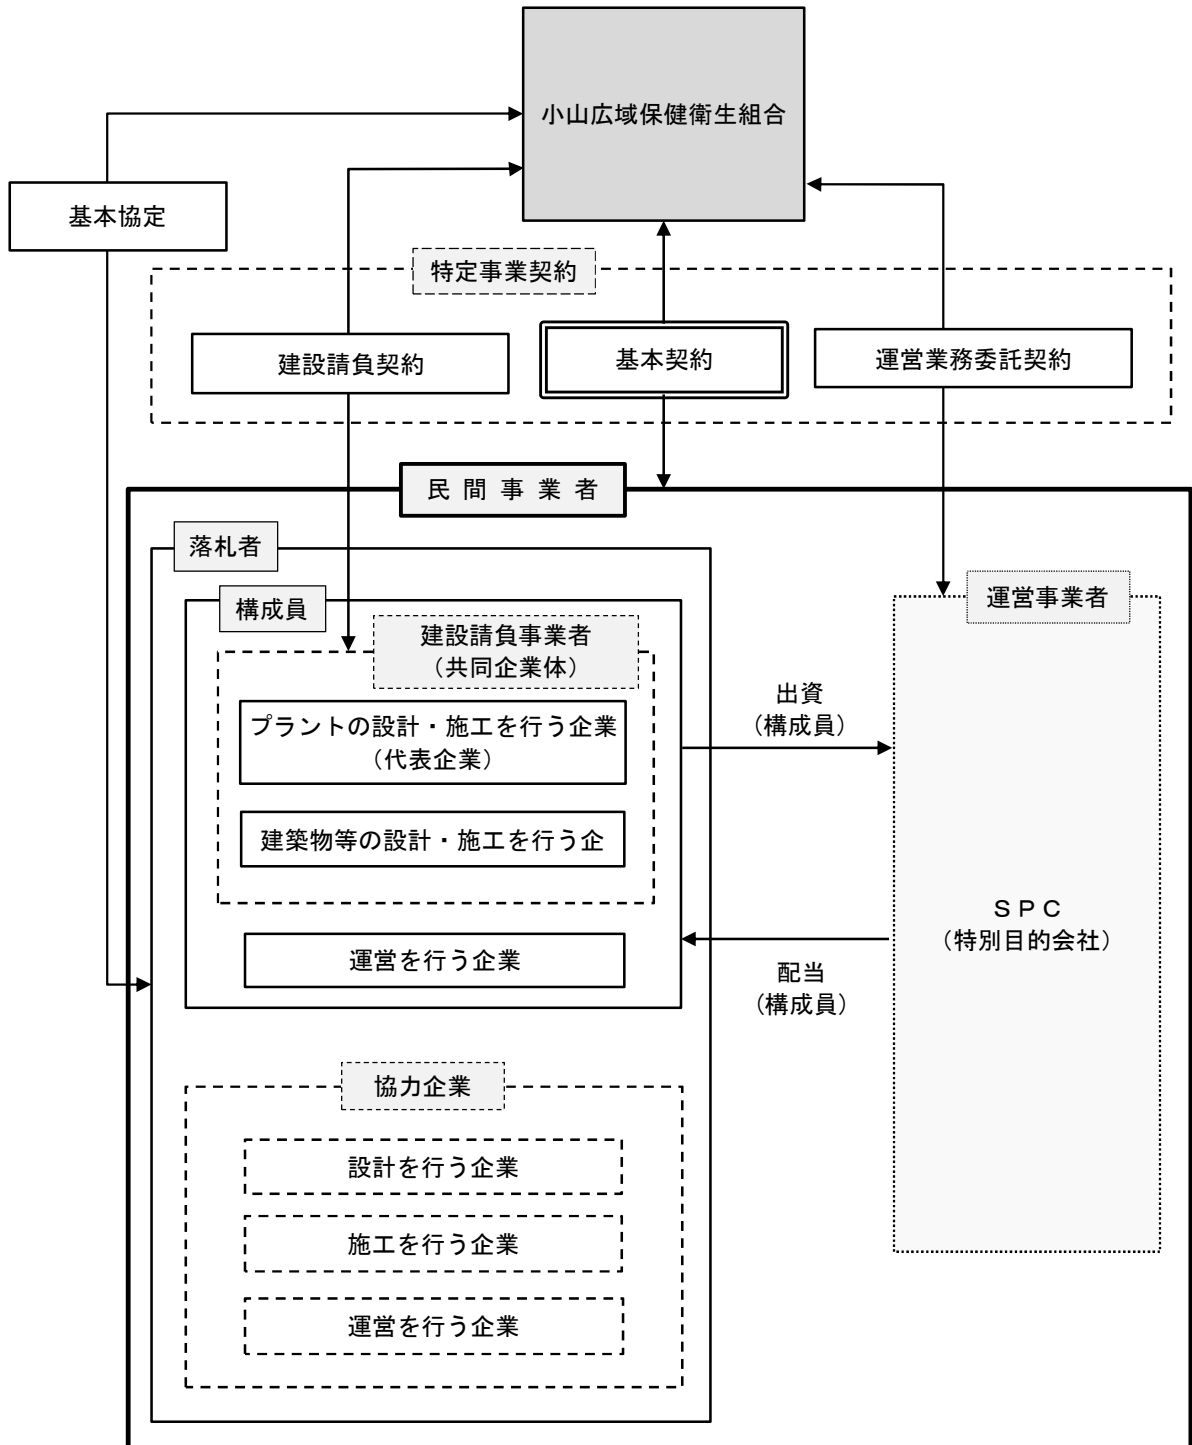 小山広域保健衛生組合
基本協定
特定事業契約
建設請負契約
基本契約
運営業務委託契約
民間事業者
落札者
構成員
建設請負事業者
（共同企業体）
プラントの設計・施工を行う企業
（代表企業）
建築物等の設計・施工を行う企
運営を行う企業
出資
（構成員）
配当
（構成員）
運営事業者
ＳＰＣ
（特別目的会社）
協力企業
設計を行う企業
施工を行う企業
運営を行う企業